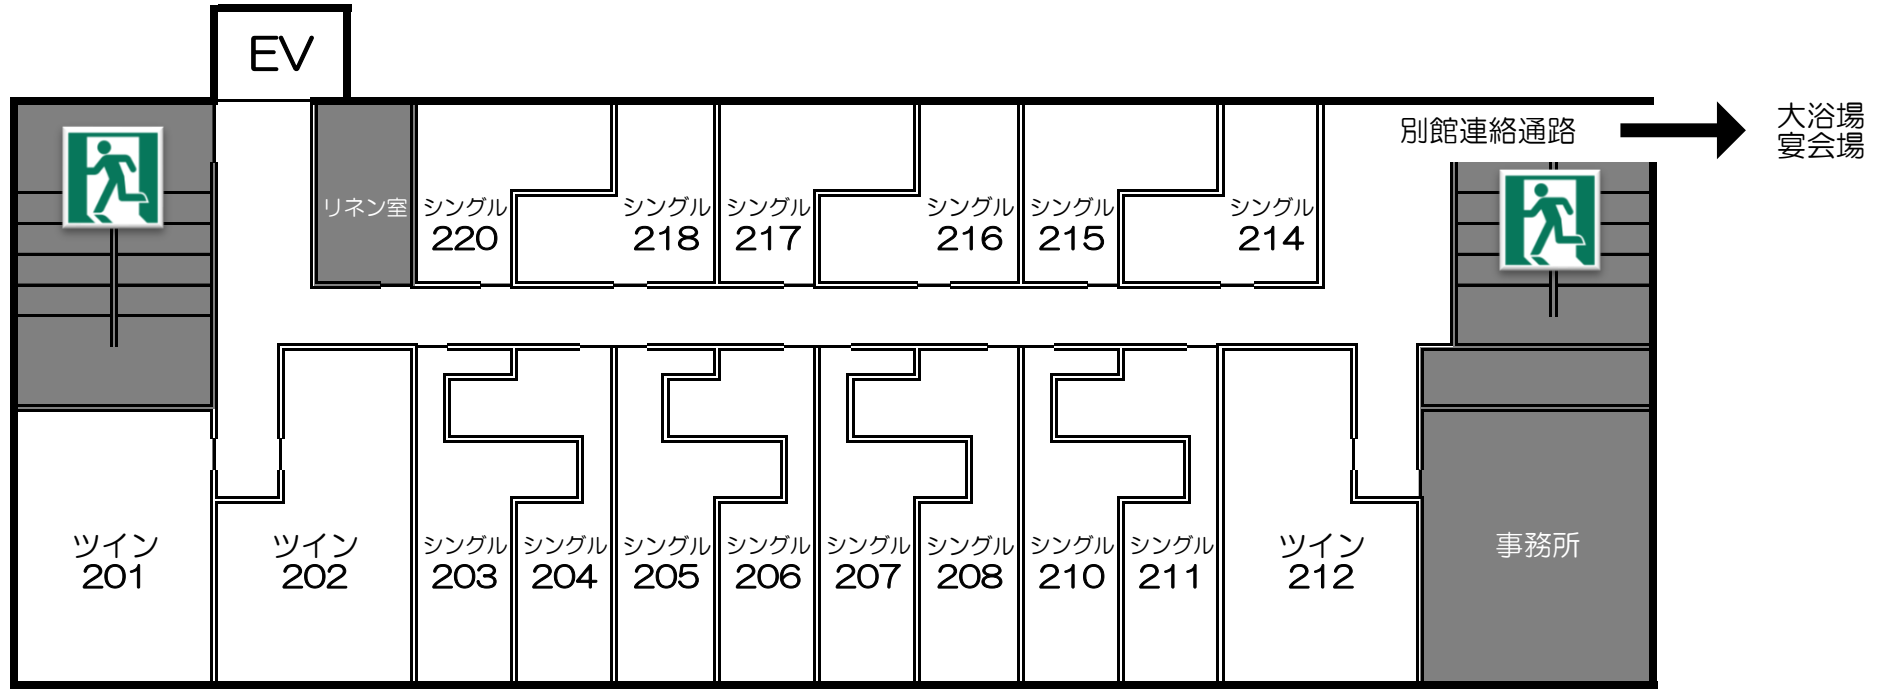 EV
別館連絡通路
大浴場
宴会場
リネン室
シングル
220
シングル
218
シングル
217
シングル
216
シングル
215
シングル
214
ツイン
201
ツイン
202
シングル
203
シングル
204
シングル
205
シングル
206
シングル
207
シングル
208
シングル
210
シングル
211
ツイン
212
事務所